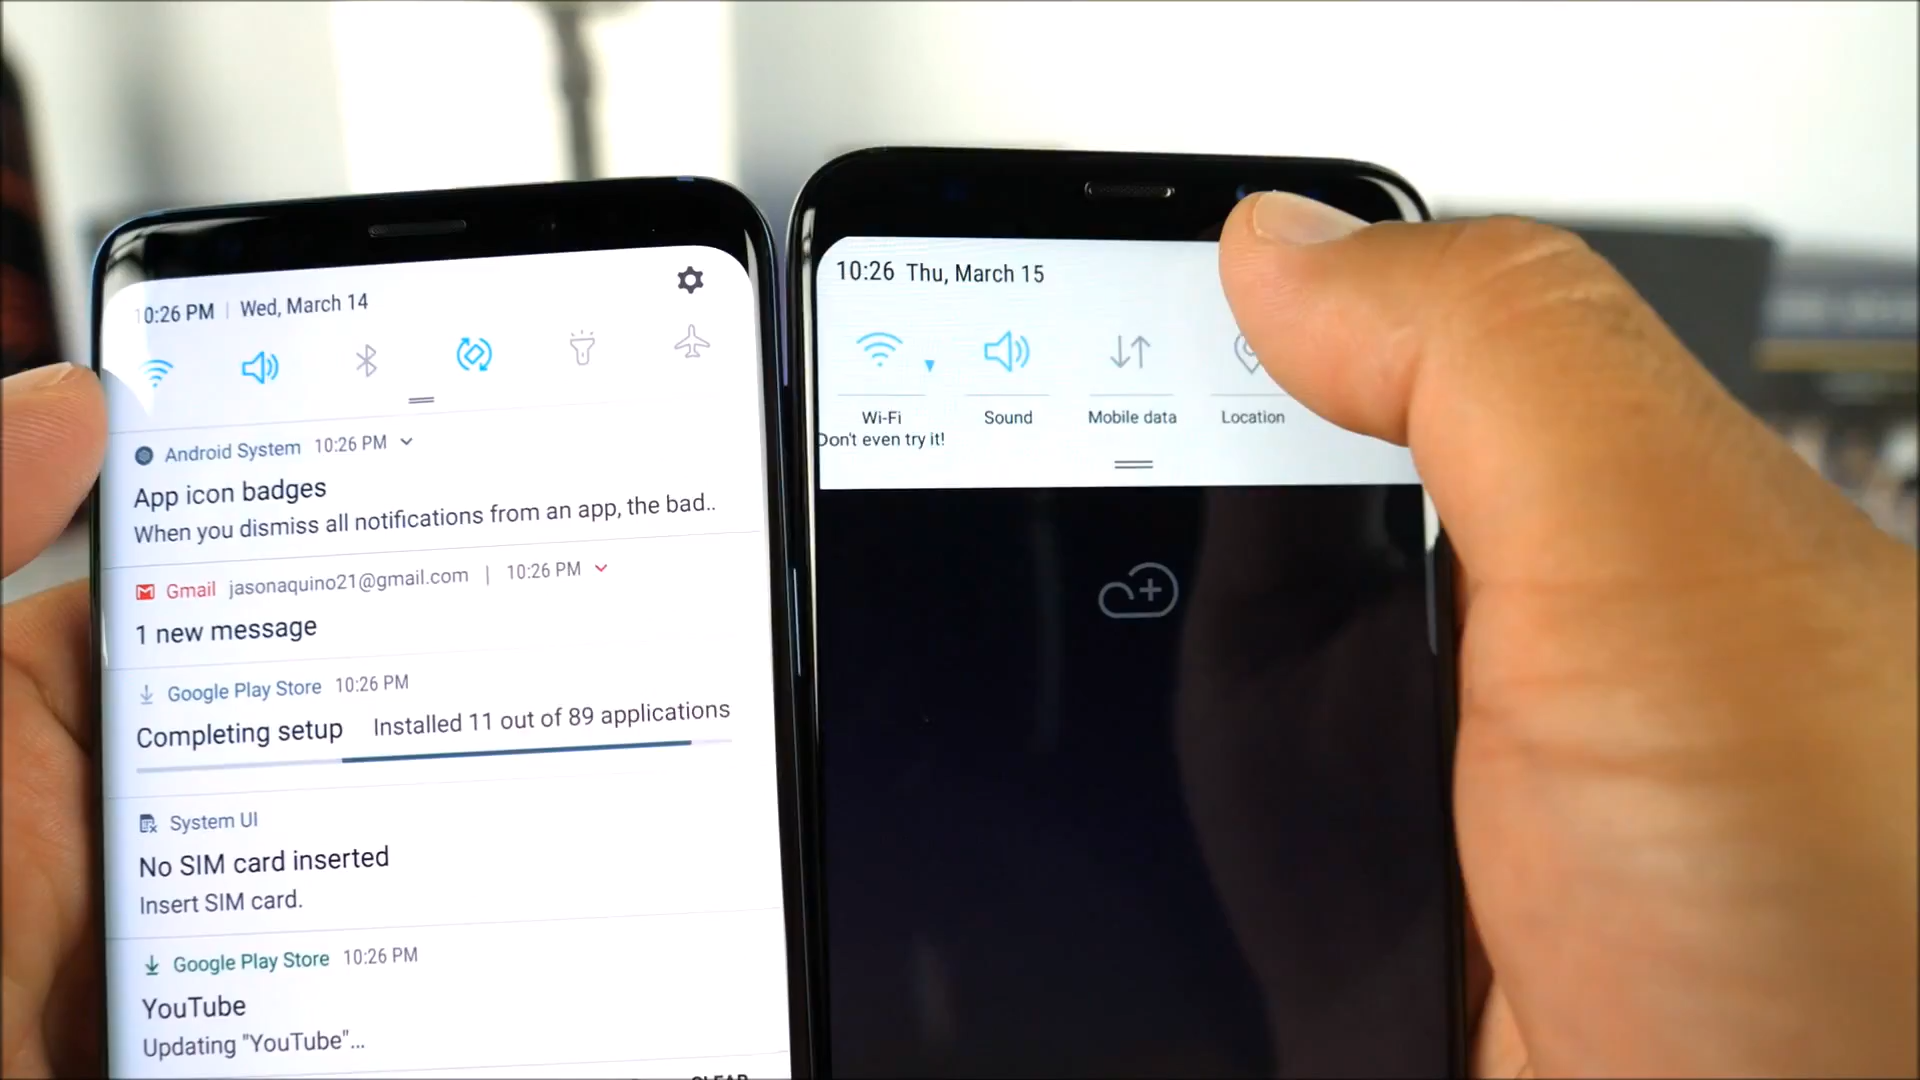 10:26 PM | Wed, March 14
Android System 10:26 PM
App icon badges
When you dismiss all notifications from an app, the bad..
Gmail jasonaquino21@gmail.com | 10:26 PM
1 new message
Google Play Store 10:26 PM
Completing setup Installed 11 out of 89 applications
System UI
No SIM card inserted
Insert SIM card.
Google Play Store 10:26 PM
YouTube
Updating "YouTube"...
CLEAR
10:26 Thu, March 15
Wi-Fi Sound Mobile data Location
Don't even try it!